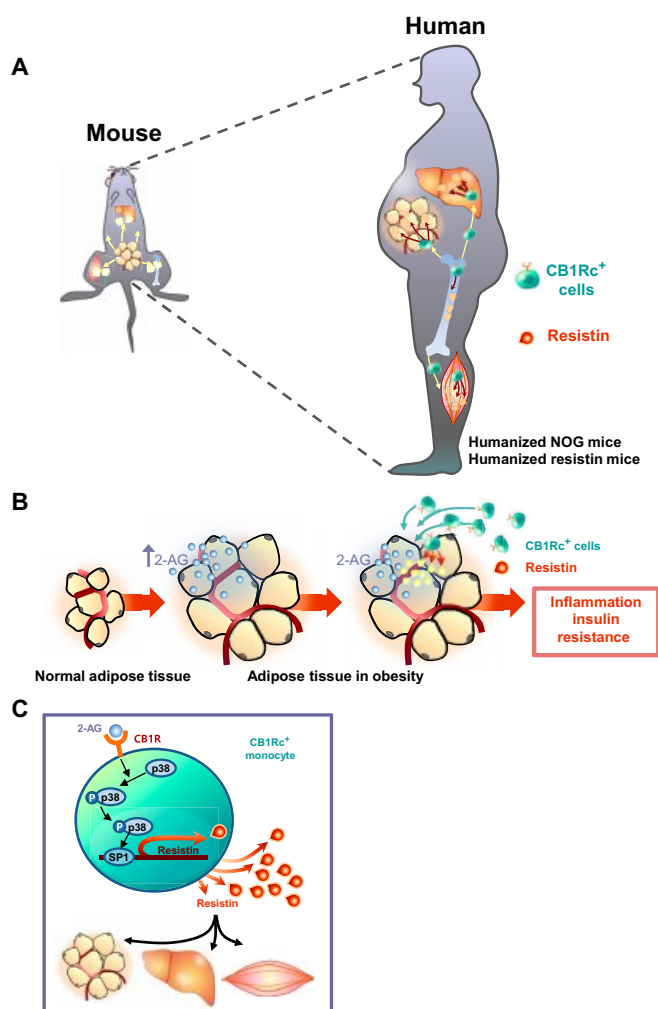 Human
A
Mouse
CB1Rc⁺
cells
Resistin
Humanized NOG mice
Humanized resistin mice
B
2-AG
2-AG
CB1Rc⁺ cells
Resistin
Inflammation
insulin
resistance
Normal adipose tissue
Adipose tissue in obesity
C
2-AG
CB1R
CB1Rc⁺
monocyte
p38
P p38
P p38
SP1
Resistin
Resistin